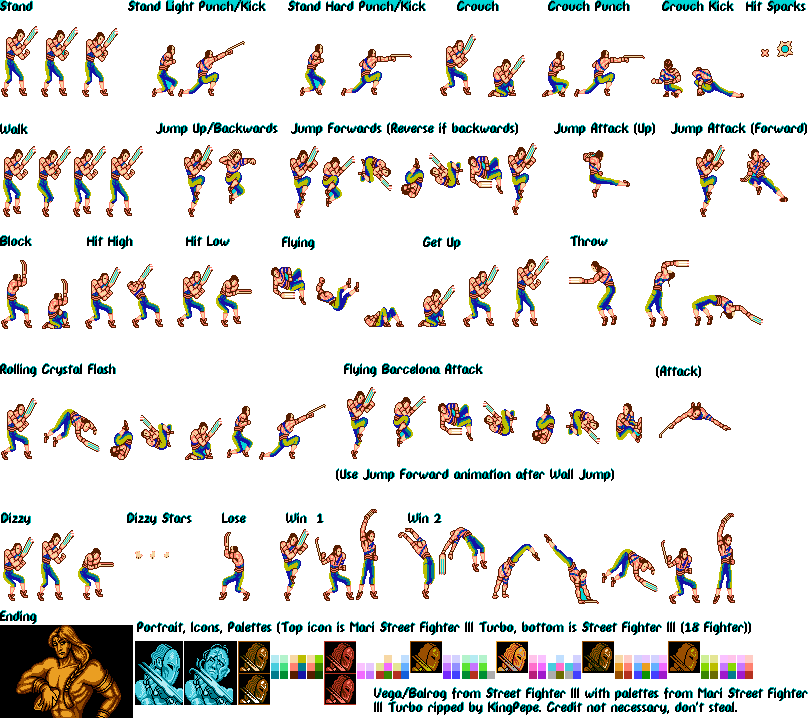 Stand Stand Light Punch/Kick Stand Hard Punch/Kick Crouch Crouch Punch Crouch Kick Hit Sparks
Walk Jump Up/Backwards Jump Forwards (Reverse if backwards) Jump Attack (Up) Jump Attack (Forward)
Block Hit High Hit Low Flying Get Up Throw
Rolling Crystal Flash Flying Barcelona Attack (Attack)
(Use Jump Forward animation after Wall Jump)
Dizzy Dizzy Stars Lose Win 1 Win 2
Ending
Portrait, Icons, Palettes (Top icon is Mari Street Fighter III Turbo, bottom is Street Fighter III (18 Fighter))
Vega/Balrog from Street Fighter III with palettes from Mari Street Fighter
III Turbo ripped by KingPepe. Credit not necessary, don't steal.